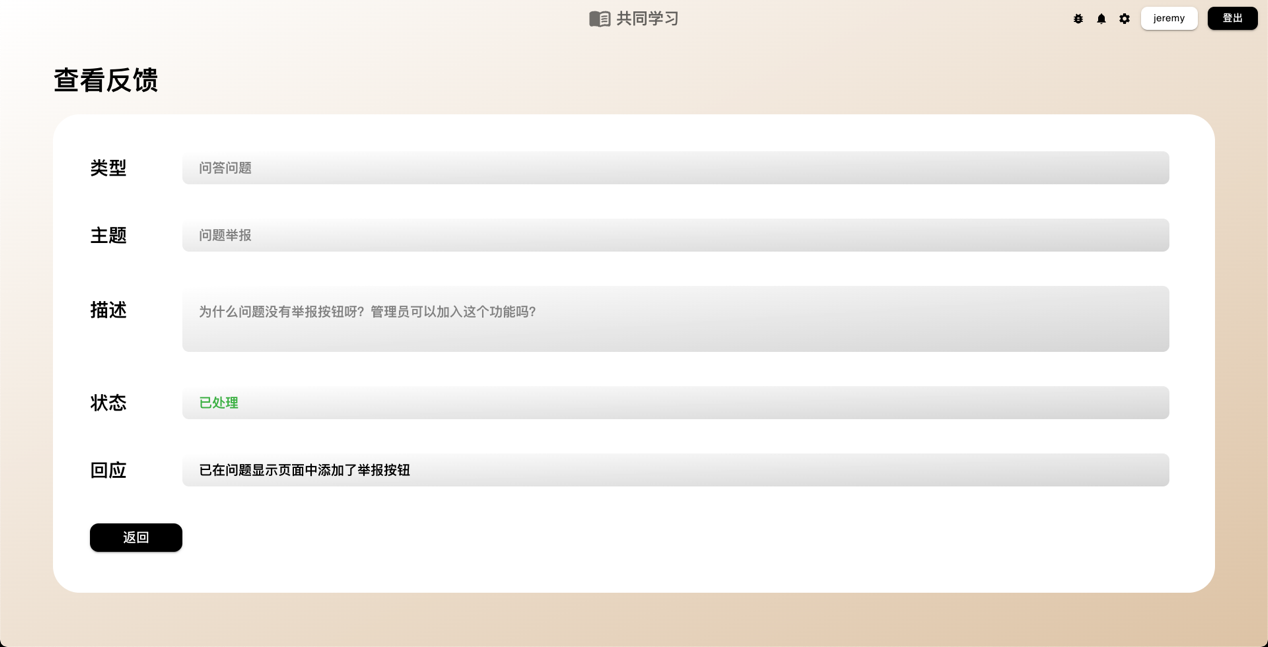 共同学习
jeremy
登出
查看反馈
类型
问答问题
主题
问题举报
描述
为什么问题没有举报按钮呀？管理员可以加入这个功能吗？
状态
已处理
回应
已在问题显示页面中添加了举报按钮
返回